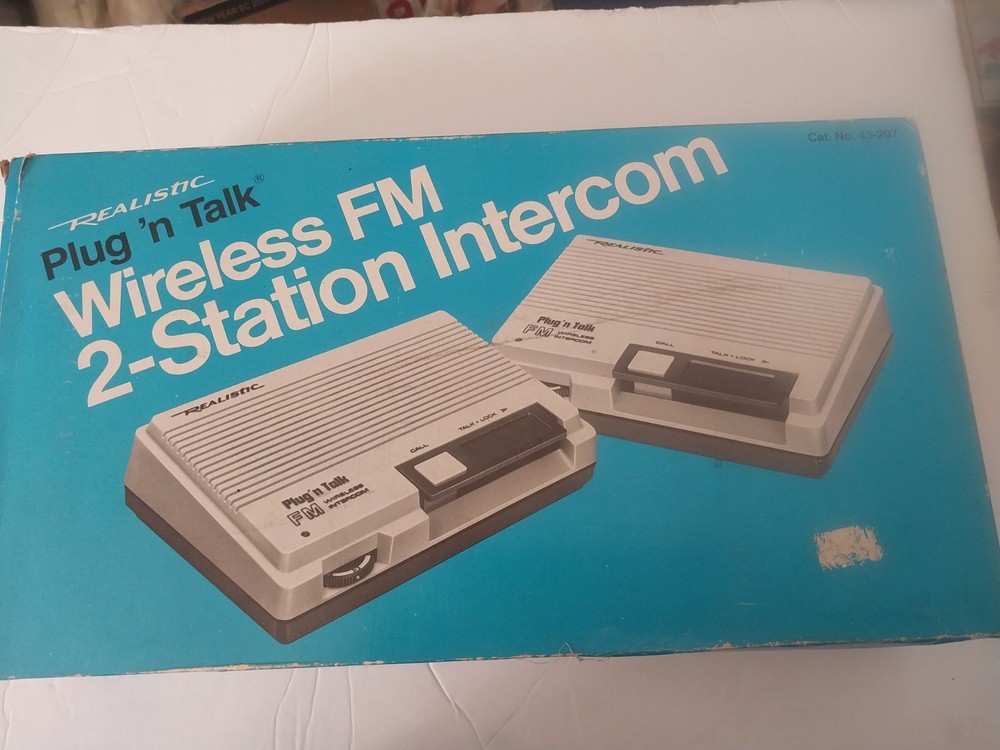 REALISTIC
Plug 'n Talk®
Wireless FM
2-Station Intercom
Cat. No. 43-207
REALISTIC
Plug 'n Talk
FM WIRELESS
INTERCOM
CALL
TALK • LOCK
REALISTIC
Plug 'n Talk
FM WIRELESS
INTERCOM
CALL
TALK • LOCK